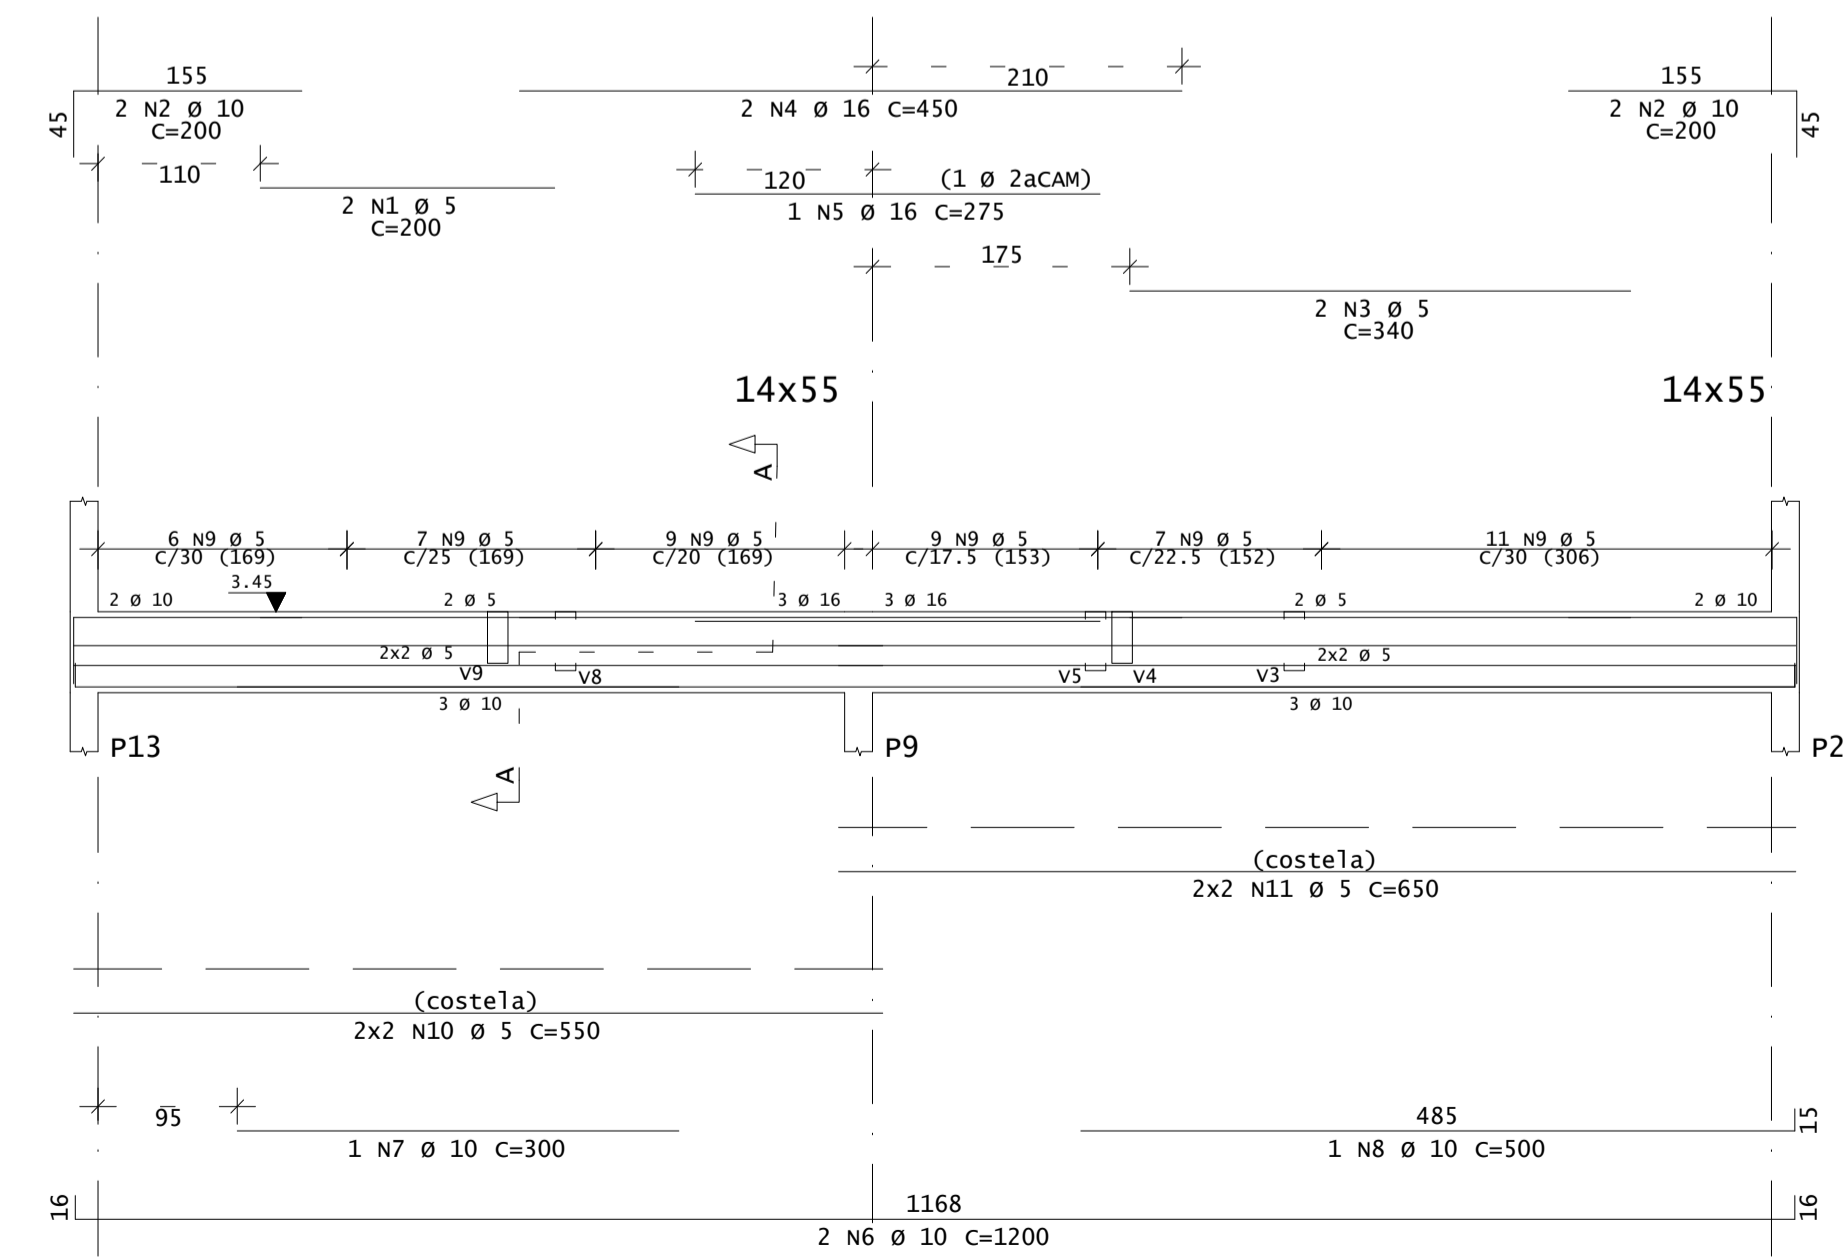 155
2 N2 Ø 10
C=200
45
110
2 N1 Ø 5
C=200
210
2 N4 Ø 16 C=450
120
(1 Ø 2aCAM)
1 N5 Ø 16 C=275
175
2 N3 Ø 5
C=340
155
2 N2 Ø 10
C=200
45
14x55
14x55
A
6 N9 Ø 5
C/30 (169)
7 N9 Ø 5
C/25 (169)
9 N9 Ø 5
C/20 (169)
9 N9 Ø 5
C/17.5 (153)
7 N9 Ø 5
C/22.5 (152)
11 N9 Ø 5
C/30 (306)
3.45
2 Ø 10
2 Ø 5
3 Ø 16
3 Ø 16
2 Ø 5
2 Ø 10
2x2 Ø 5
2x2 Ø 5
V9
V8
V5
V4
V3
3 Ø 10
3 Ø 10
P13
P9
P2
A
(costela)
2x2 N11 Ø 5 C=650
(costela)
2x2 N10 Ø 5 C=550
95
1 N7 Ø 10 C=300
485
15
1 N8 Ø 10 C=500
16
1168
16
2 N6 Ø 10 C=1200